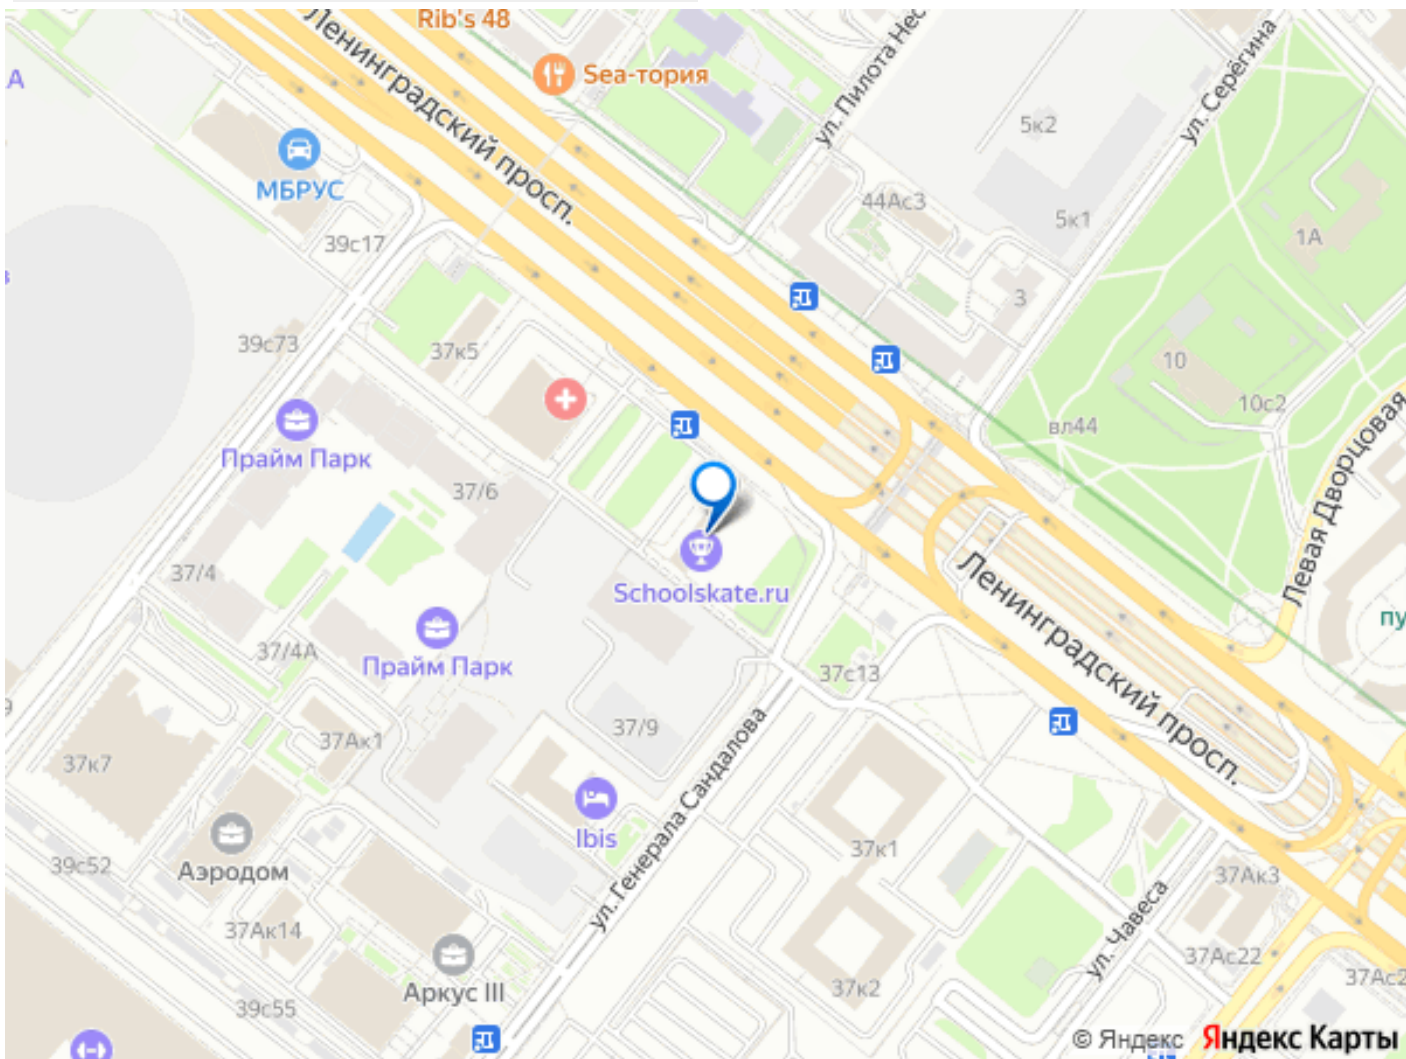 Rib's 48
Ленинградский просп.
Sea-тория
ул. Пилота Нес
ул. Серёгина
А
МБРУС
5к2
44Ас3
5к1
1А
39с17
3
39с73
37к5
10
10с2
вл44
Прайм Парк
37/6
Левая Дворцовая
37/4
Schoolskate.ru
Ленинградский просп.
пу
37/4А
Прайм Парк
37с13
9
37Ак1
37/9
37к7
ул. Генерала Сандалова
Ibis
37к1
Аэродом
39с52
37Ак3
ул. Чавеса
37Ак14
37Ас22
37Ас2
Аркус III
37к2
39с55
© Яндекс Яндекс Карты